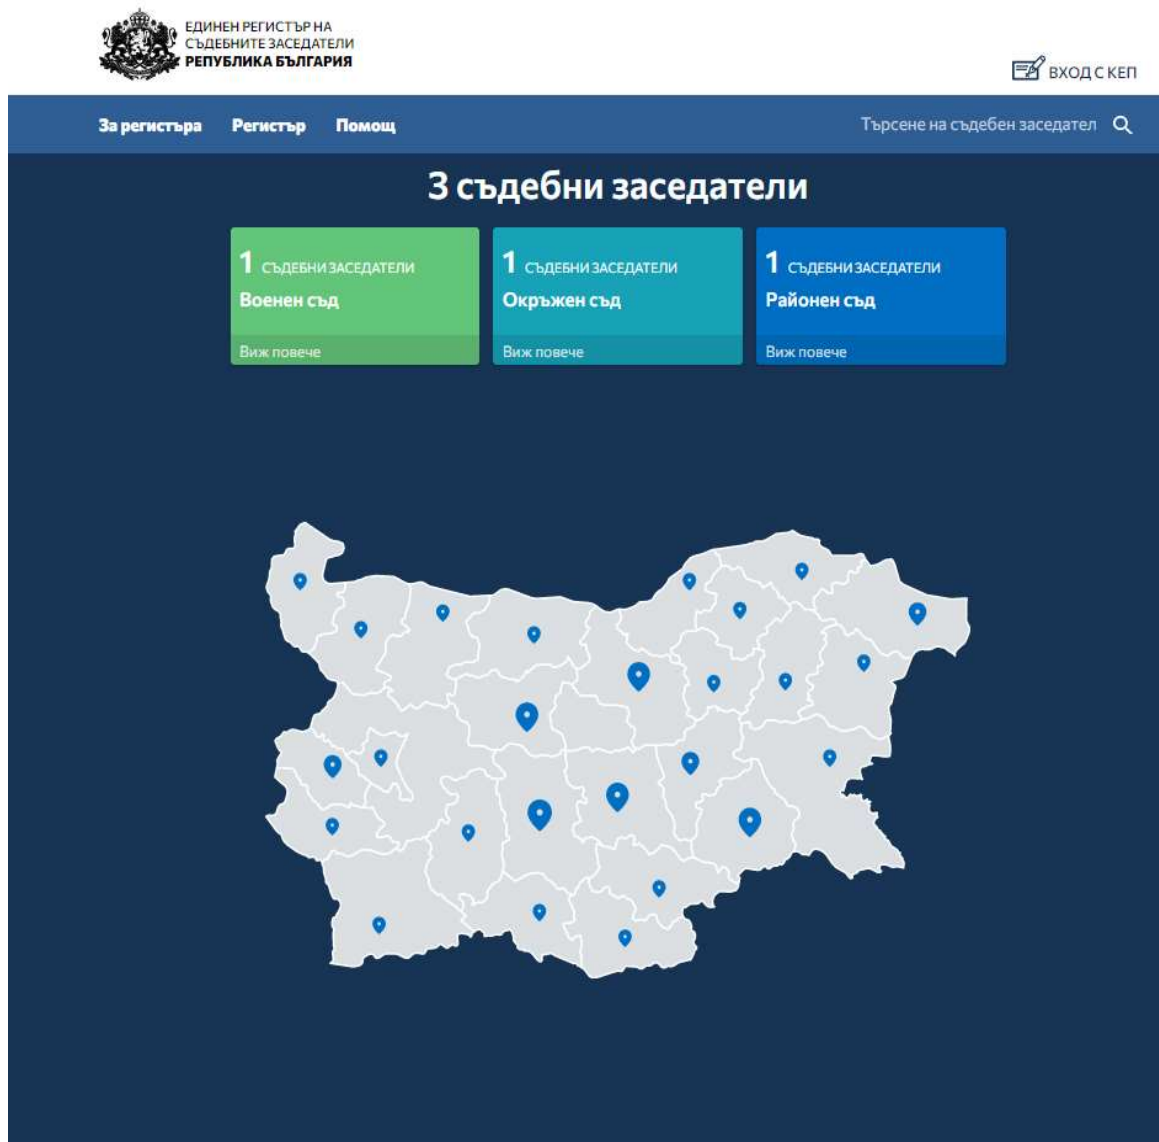 ЕДИНЕН РЕГИСТЪР НА
СЪДЕБНИТЕ ЗАСЕДАТЕЛИ
РЕПУБЛИКА БЪЛГАРИЯ
ВХОД С КЕП
За регистъра Регистър Помощ Търсене на съдебен заседател
3 съдебни заседатели
1 СЪДЕБНИ ЗАСЕДАТЕЛИ
Военен съд
Виж повече
1 СЪДЕБНИ ЗАСЕДАТЕЛИ
Окръжен съд
Виж повече
1 СЪДЕБНИ ЗАСЕДАТЕЛИ
Районен съд
Виж повече